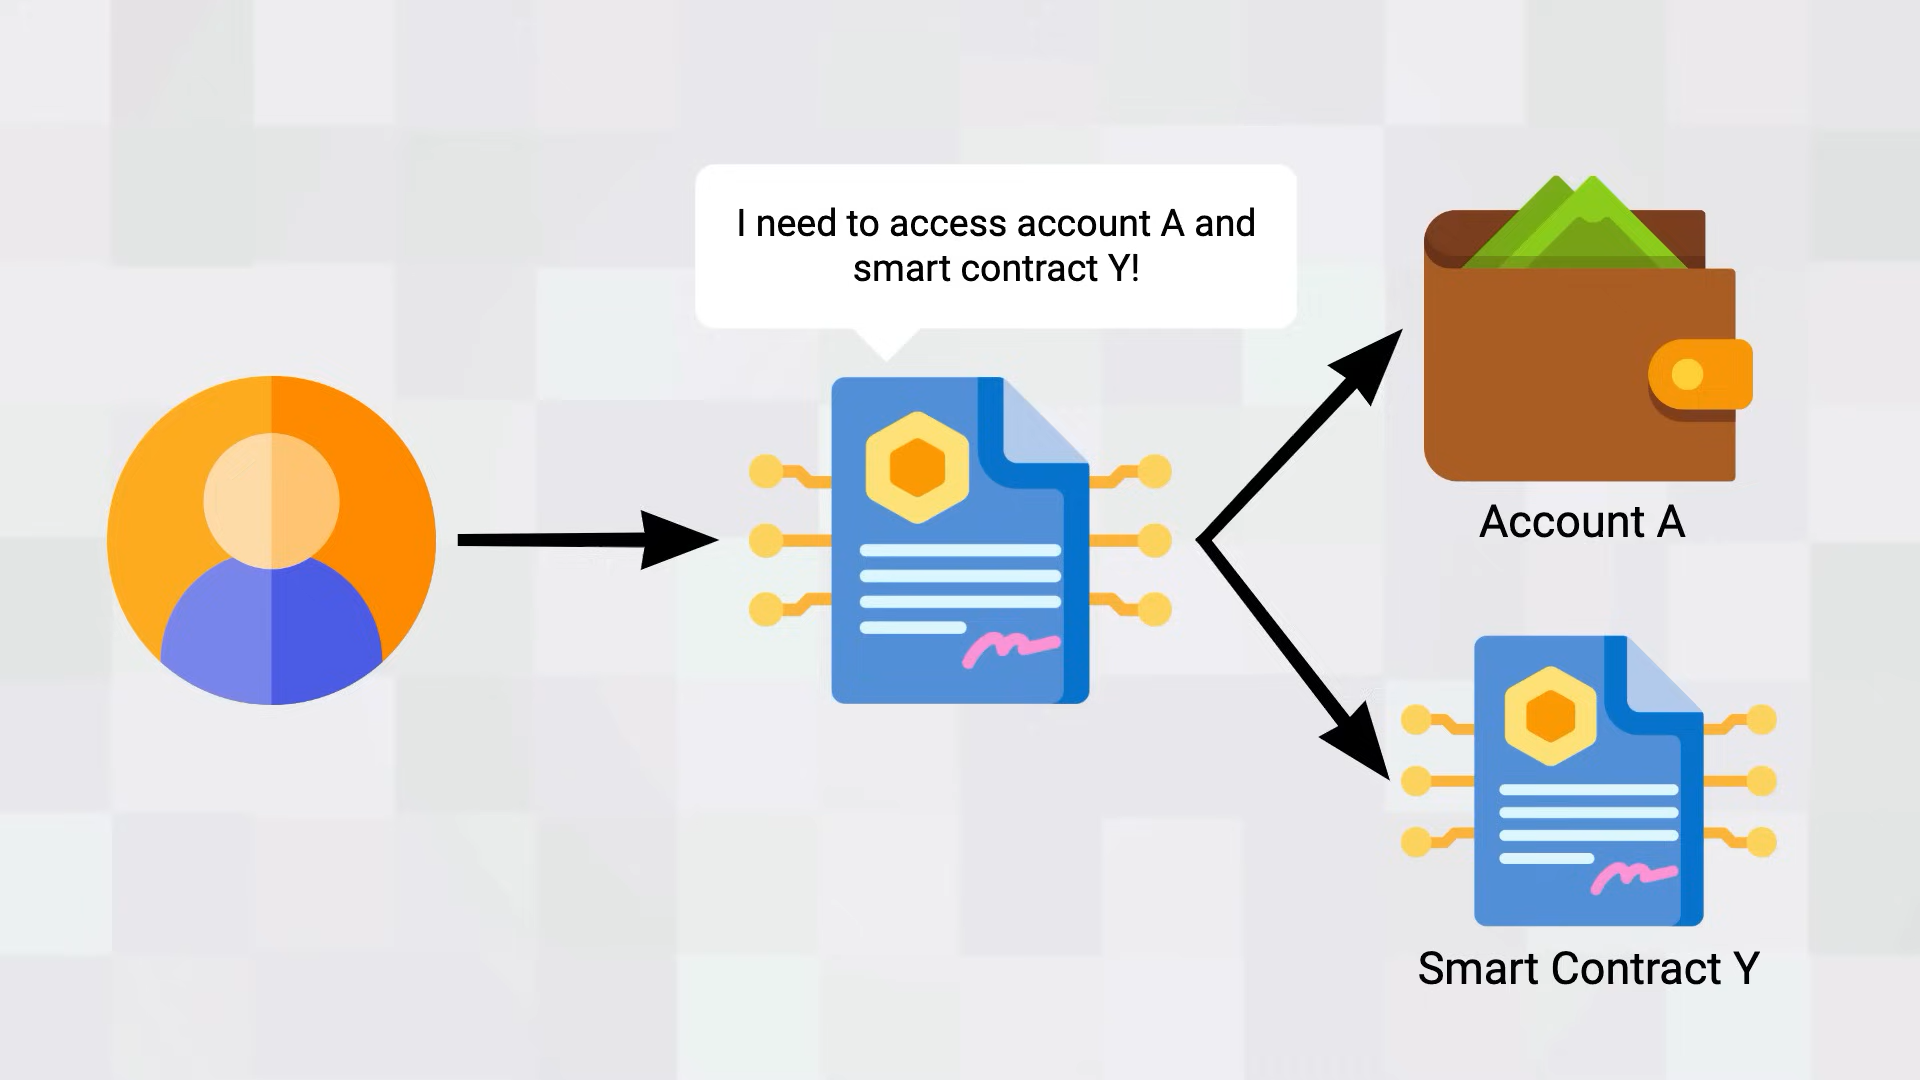 I need to access account A and
smart contract Y!
Account A
Smart Contract Y